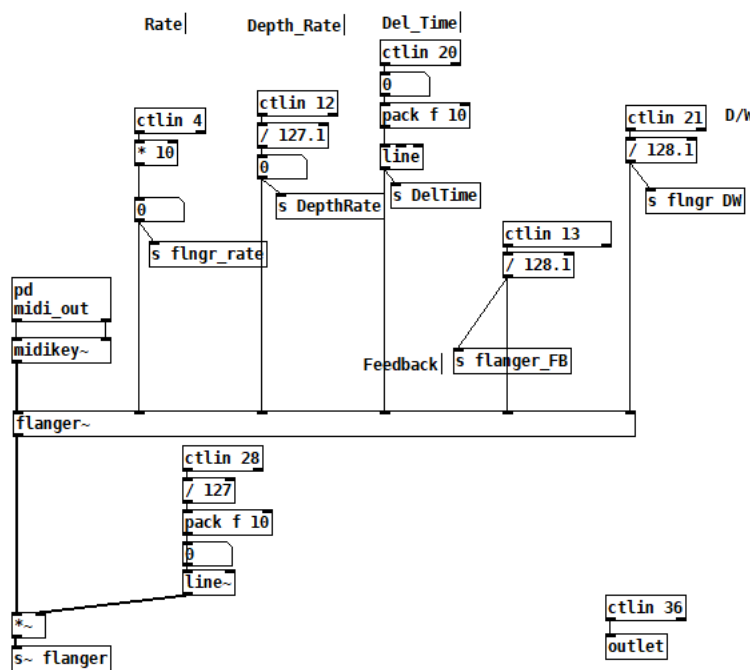 Rate
Depth_Rate
Del_Time
ctlin 20
0
ctlin 12
pack f 10
ctlin 4
ctlin 21
D/W
/ 127.1
* 10
line
/ 128.1
0
s DepthRate
s DelTime
s flngr DW
0
s flngr_rate
ctlin 13
/ 128.1
pd
midi_out
midikey~
Feedback
s flanger_FB
flanger~
ctlin 28
/ 127
pack f 10
0
line~
*~
s~ flanger
ctlin 36
outlet